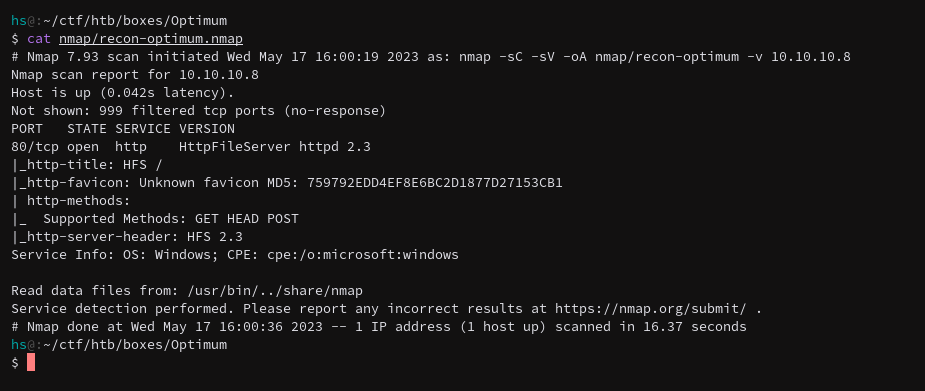 hs@:~/ctf/htb/boxes/Optimum
$ cat nmap/recon-optimum.nmap
# Nmap 7.93 scan initiated Wed May 17 16:00:19 2023 as: nmap -sC -sV -oA nmap/recon-optimum -v 10.10.10.8
Nmap scan report for 10.10.10.8
Host is up (0.042s latency).
Not shown: 999 filtered tcp ports (no-response)
PORT   STATE SERVICE VERSION
80/tcp open  http    HttpFileServer httpd 2.3
|_http-title: HFS /
|_http-favicon: Unknown favicon MD5: 759792EDD4EF8E6BC2D1877D27153CB1
| http-methods:
|_  Supported Methods: GET HEAD POST
|_http-server-header: HFS 2.3
Service Info: OS: Windows; CPE: cpe:/o:microsoft:windows

Read data files from: /usr/bin/../share/nmap
Service detection performed. Please report any incorrect results at https://nmap.org/submit/ .
# Nmap done at Wed May 17 16:00:36 2023 -- 1 IP address (1 host up) scanned in 16.37 seconds
hs@:~/ctf/htb/boxes/Optimum
$